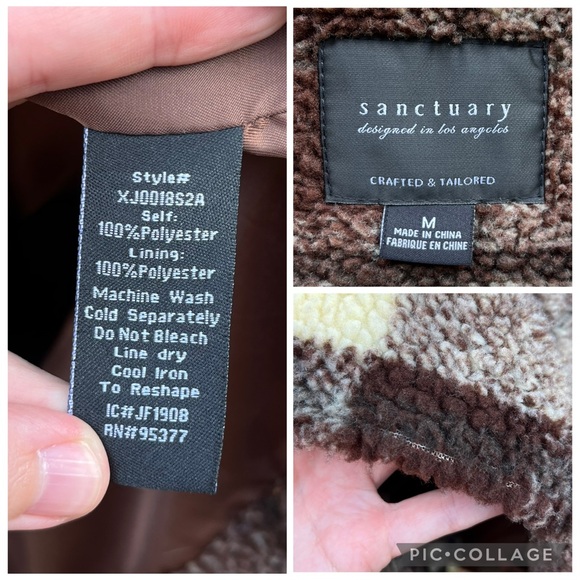 Style#
XJ0018S2A
Self:
100%Polyester
Lining:
100%Polyester
Machine Wash
Cold Separately
Do Not Bleach
Line dry
Cool Iron
To Reshape
IC#JF1908
RN#95377
sanctuary
designed in los angeles
CRAFTED & TAILORED
M
MADE IN CHINA
FABRIQUE EN CHINE
PIC•COLLAGE